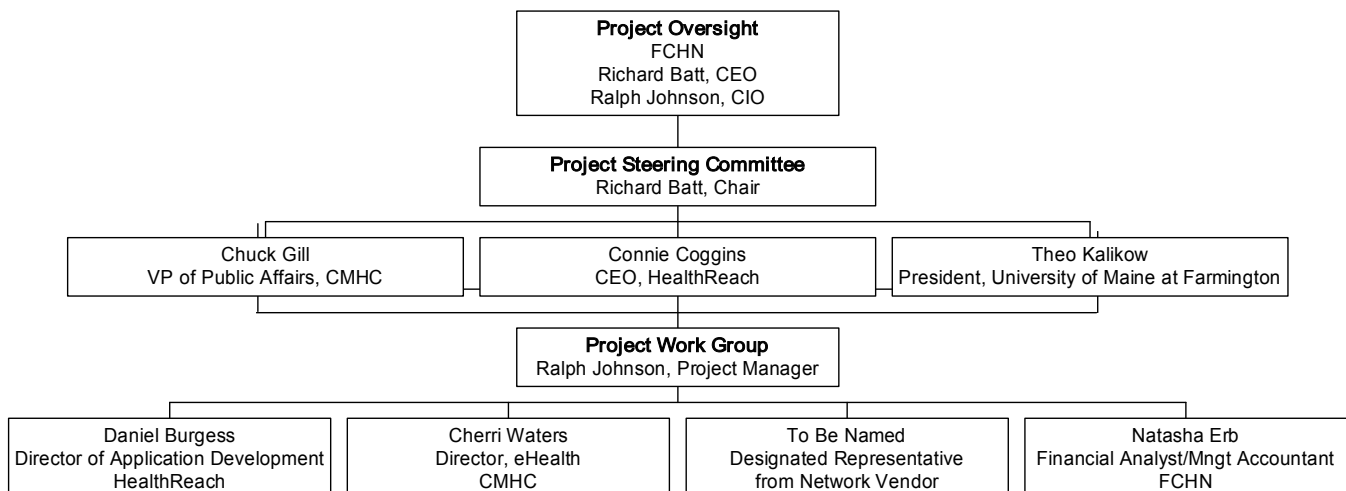 Project Oversight
FCHN
Richard Batt, CEO
Ralph Johnson, CIO
Project Steering Committee
Richard Batt, Chair
Chuck Gill
VP of Public Affairs, CMHC
Connie Coggins
CEO, HealthReach
Theo Kalikow
President, University of Maine at Farmington
Project Work Group
Ralph Johnson, Project Manager
Daniel Burgess
Director of Application Development
HealthReach
Cherri Waters
Director, eHealth
CMHC
To Be Named
Designated Representative
from Network Vendor
Natasha Erb
Financial Analyst/Mngt Accountant
FCHN